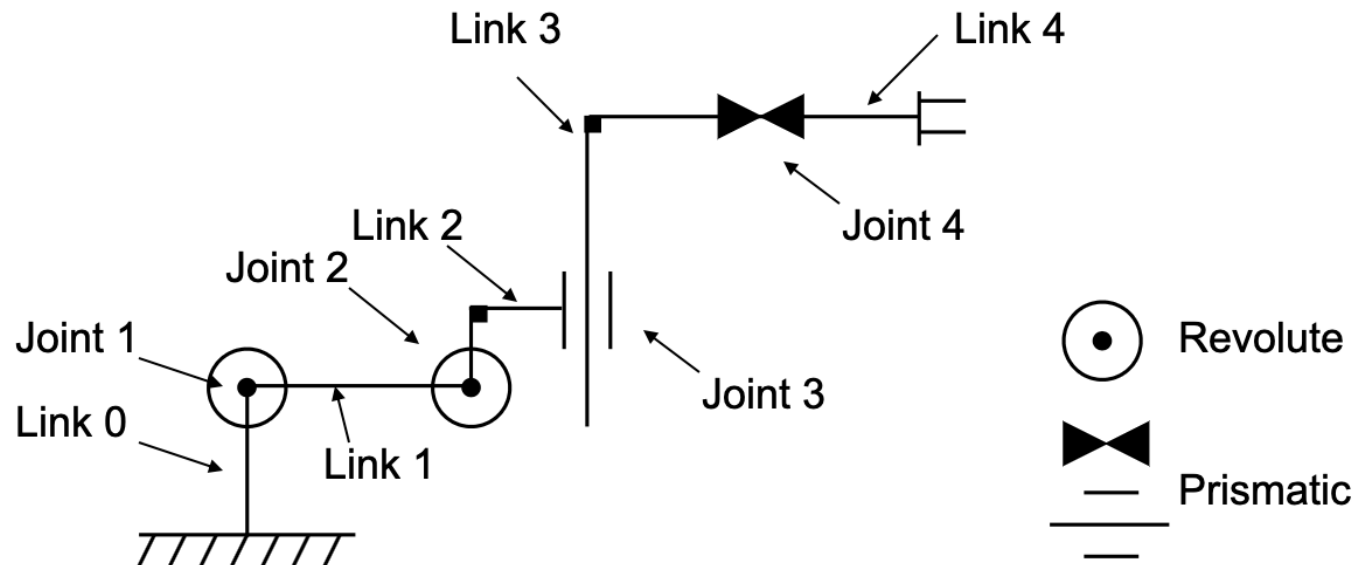 Link 3
Link 4
Joint 4
Link 2
Joint 2
Joint 1
Revolute
Joint 3
Link 0
Link 1
Prismatic